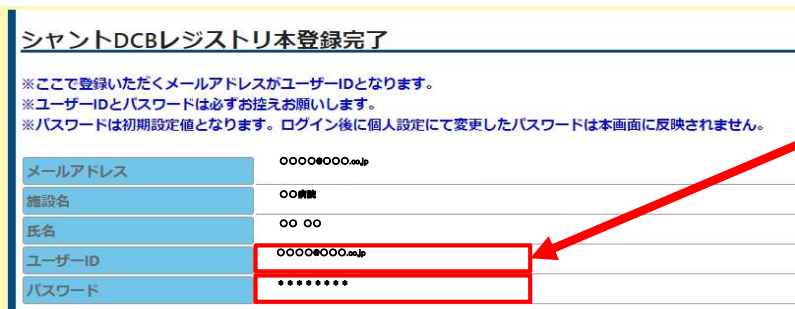 シャントDCBレジストリ本登録完了
※ここで登録いただくメールアドレスがユーザーIDとなります。
※ユーザーIDとパスワードは必ずお控えお願いします。
※パスワードは初期設定値となります。ログイン後に個人設定にて変更したパスワードは本画面に反映されません。
メールアドレス ○○○○@○○○.co.jp
施設名 ○○病院
氏名 ○○ ○○
ユーザーID ○○○○@○○○.co.jp
パスワード ********